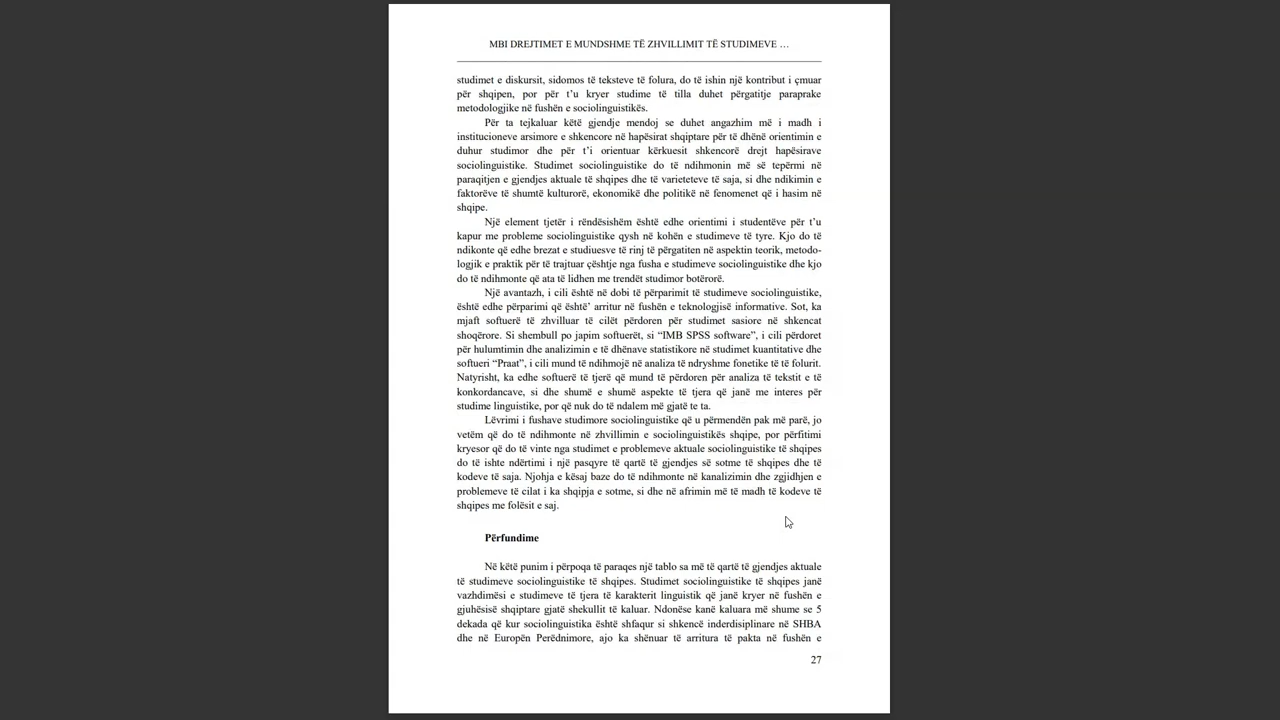 MBI DREJTIMET E MUNDSHME TË ZHVILLIMIT TË STUDIMEVE …
studimet e diskursit, sidomos të teksteve të folura, do të ishin një kontribut i çmuar
për shqipen, por për t’u kryer studime të tilla duhet përgatitje paraprake
metodologjike në fushën e sociolinguistikës.
Për ta tejkaluar këtë gjendje mendoj se duhet angazhim më i madh i
institucioneve arsimore e shkencore në hapësirat shqiptare për të dhënë orientimin e
duhur studimor dhe për t’i orientuar kërkuesit shkencorë drejt hapësirave
sociolinguistike. Studimet sociolinguistike do të ndihmonin më së tepërmi në
paraqitjen e gjendjes aktuale të shqipes dhe të varieteteve të saja, si dhe ndikimin e
faktorëve të shumtë kulturorë, ekonomikë dhe politikë në fenomenet që i hasim në
shqipe.
Një element tjetër i rëndësishëm është edhe orientimi i studentëve për t’u
kapur me probleme sociolinguistike qysh në kohën e studimeve të tyre. Kjo do të
ndikonte që edhe brezat e studiuesve të rinj të përgatiten në aspektin teorik, metodo-
logjik e praktik për të trajtuar çështje nga fusha e studimeve sociolinguistike dhe kjo
do të ndihmonte që ata të lidhen me trendët studimor botërorë.
Një avantazh, i cili është në dobi të përparimit të studimeve sociolinguistike,
është edhe përparimi që është’ arritur në fushën e teknologjisë informative. Sot, ka
mjaft softuerë të zhvilluar të cilët përdoren për studimet sasiore në shkencat
shoqërore. Si shembull po japim softuerët, si “IMB SPSS software”, i cili përdoret
për hulumtimin dhe analizimin e të dhënave statistikore në studimet kuantitative dhe
softueri “Praat”, i cili mund të ndihmojë në analiza të ndryshme fonetike të të folurit.
Natyrisht, ka edhe softuerë të tjerë që mund të përdoren për analiza të tekstit e të
konkordancave, si dhe shumë e shumë aspekte të tjera që janë me interes për
studime linguistike, por që nuk do të ndalem më gjatë te ta.
Lëvrimi i fushave studimore sociolinguistike që u përmendën pak më parë, jo
vetëm që do të ndihmonte në zhvillimin e sociolinguistikës shqipe, por përfitimi
kryesor që do të vinte nga studimet e problemeve aktuale sociolinguistike të shqipes
do të ishte ndërtimi i një pasqyre të qartë të gjendjes së sotme të shqipes dhe të
kodeve të saja. Njohja e kësaj baze do të ndihmonte në kanalizimin dhe zgjidhjen e
problemeve të cilat i ka shqipja e sotme, si dhe në afrimin më të madh të kodeve të
shqipes me folësit e saj.
Përfundime
Në këtë punim i përpoqa të paraqes një tablo sa më të qartë të gjendjes aktuale
të studimeve sociolinguistike të shqipes. Studimet sociolinguistike të shqipes janë
vazhdimësi e studimeve të tjera të karakterit linguistik që janë kryer në fushën e
gjuhësisë shqiptare gjatë shekullit të kaluar. Ndonëse kanë kaluara më shume se 5
dekada që kur sociolinguistika është shfaqur si shkencë inderdisiplinare në SHBA
dhe në Europën Perëdnimore, ajo ka shënuar të arritura të pakta në fushën e
27